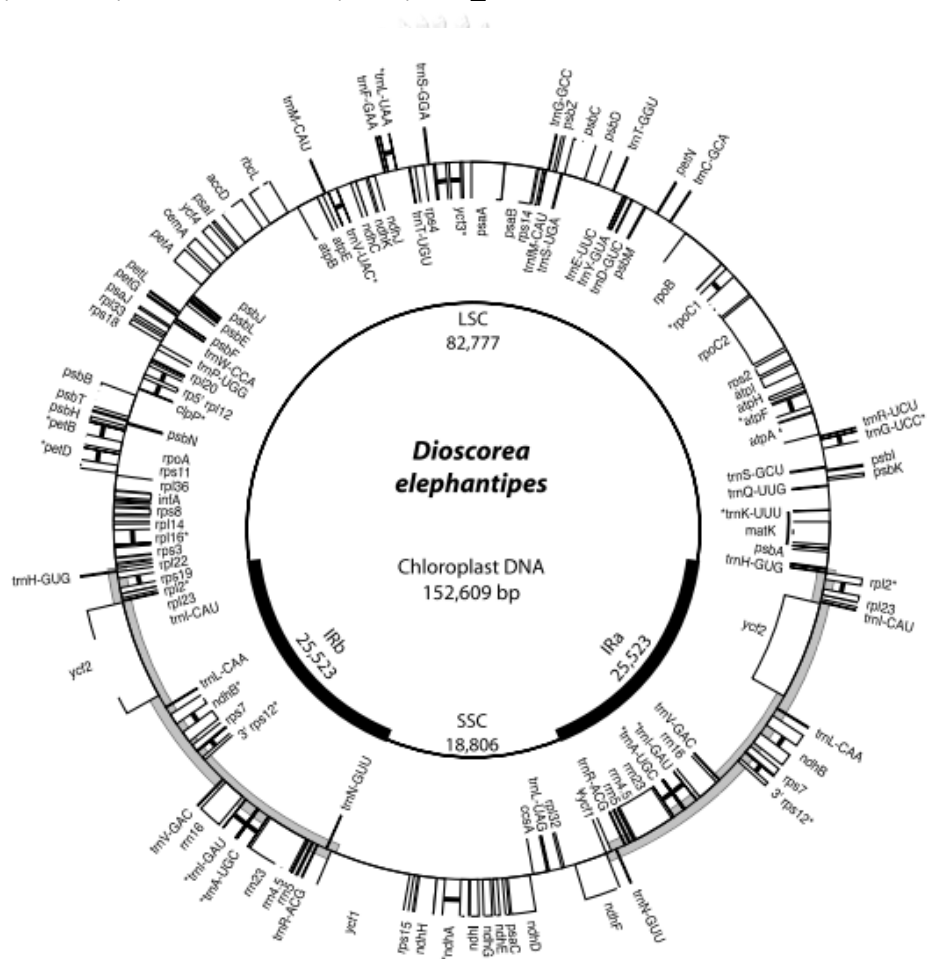 trnS-GGA
trnG-GCC
psbZ
psbC
psbD
trnT-GGU
petN
trnC-GCA
trnR-UCU
trnG-UCC*
psbI
psbK
rpl2*
rpl23
trnI-CAU
trnL-CAA
ndhB
rps7
3' rps12*
trnN-GUU
ndhF
ndhD
psaC
ndhE
ndhG
ndhI
*ndhA
ndhH
rps15
ycf1
trnR-ACG
rrn5
rrn4.5
rrn23
*trnA-UGC
*trnI-GAU
rrn16
trnV-GAC
ycf2
trnH-GUG
*petD
*petB
psbH
psbT
psbB
rps18
rpl33
psaJ
petG
petL
petA
cemA
ycf4
psaI
accD
rbcL
trnM-CAU
trnF-GAA
*trnL-UAA
ycf3*
psaA
psaB
rps14
trnfM-CAU
trnS-UGA
trnE-UUC
trnY-GUA
trnD-GUC
psbM
rpoB
*rpoC1
rpoC2
rps2
atpI
atpH
*atpF
atpA *
trnS-GCU
trnQ-UUG
*trnK-UUU
matK
psbA
trnH-GUG
ycf2
trnV-GAC
rrn16
*trnI-GAU
*trnA-UGC
rrn23
rrn4.5
rrn5
trnR-ACG
Ψycf1
rpl32
trnL-UAG
ccsA
trnN-GUU
3' rps12*
rps7
ndhB*
trnL-CAA
trnI-CAU
rpl23
rpl2*
rps19
rpl22
rps3
rpl16*
rpl14
rps8
infA
rpl36
rps11
rpoA
psbN
clpP*
rp5' rpl12
rpl20
trnP-UGG
trnW-CCA
psbF
psbE
psbL
psbJ
atpB
atpE
trnV-UAC*
ndhC
ndhK
ndhJ
trnT-UGU
rps4
LSC
82,777
Dioscorea
elephantipes
Chloroplast DNA
152,609 bp
IRb
25,523
IRa
25,523
SSC
18,806